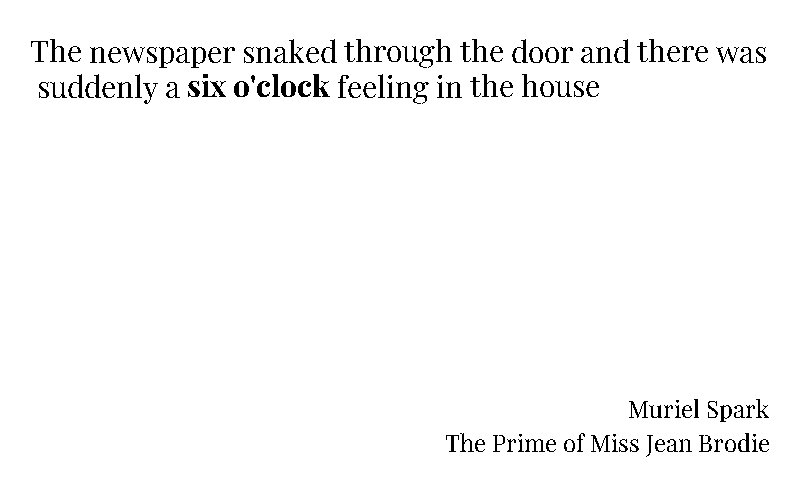 The newspaper snaked through the door and there was
suddenly a six o'clock feeling in the house
Muriel Spark
The Prime of Miss Jean Brodie